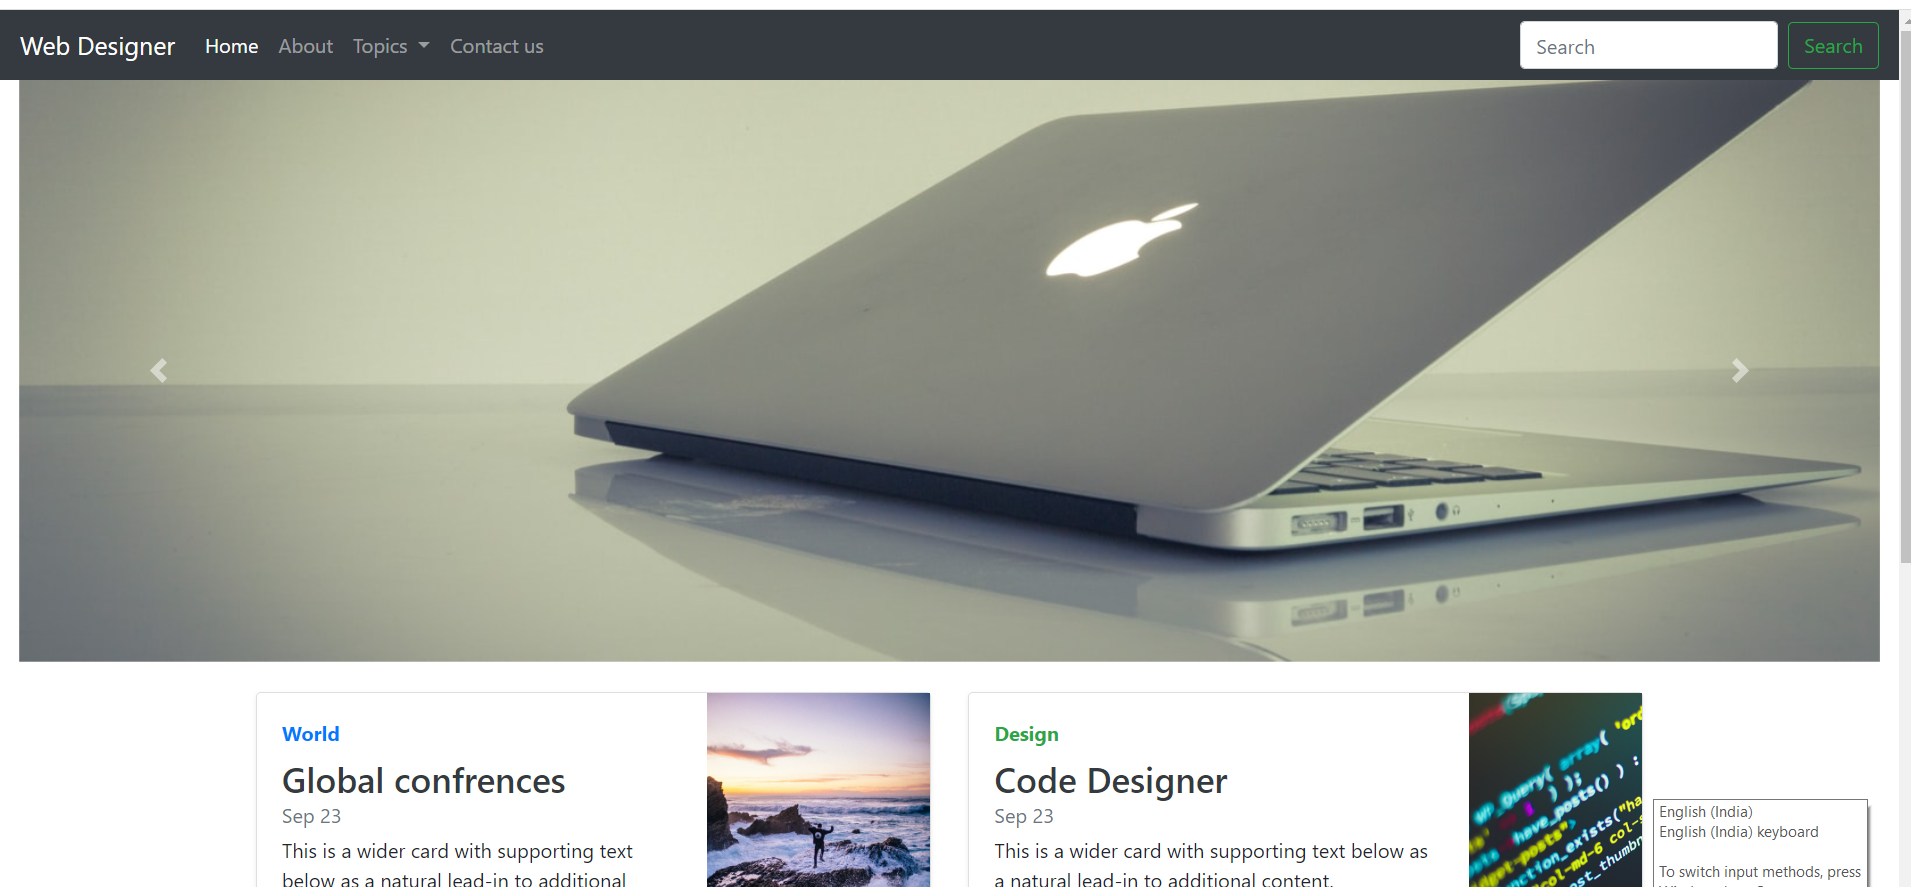 Web Designer Home About Topics Contact us Search Search
World
Global confrences
Sep 23
This is a wider card with supporting text
below as a natural lead-in to additional
Design
Code Designer
Sep 23
This is a wider card with supporting text below as
a natural lead-in to additional content.
have_posts() ) :
English (India)
English (India) keyboard
To switch input methods, press